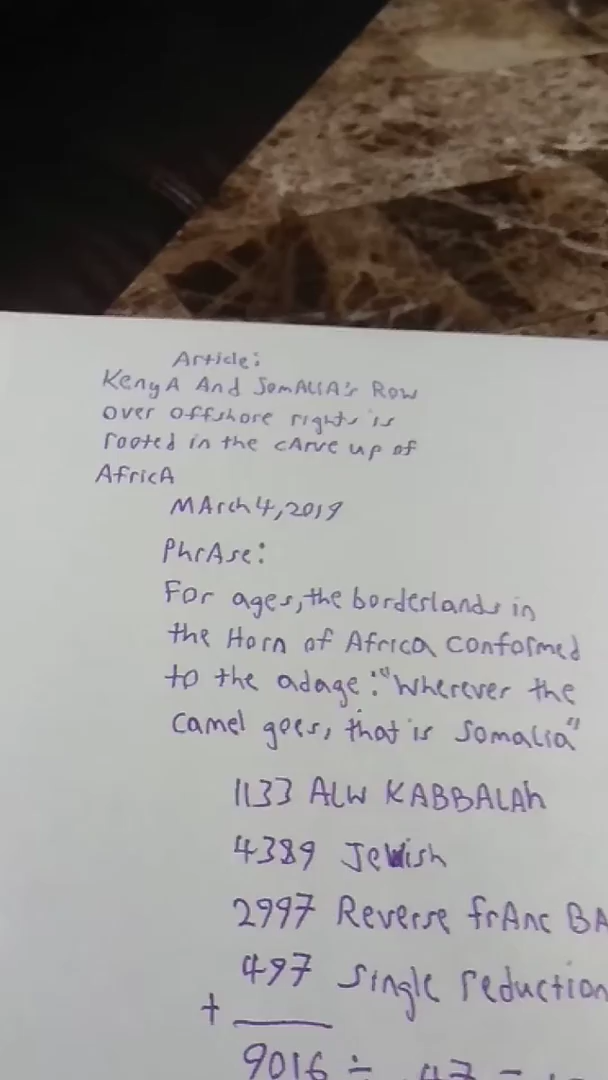 Article:
KenyA And SomALIA's Row
over offshore rights is
rooted in the cArve up of
AfricA
MArch 4, 2019
PhrAse:
For ages, the borderlands in
the Horn of Africa conformed
to the adage: "Wherever the
camel goes, that is Somalia"
1133 ALW KABBALAh
4389 Jewish
2997 Reverse frAnc BA
497 Single reduction
+
9016 ÷ .47 =